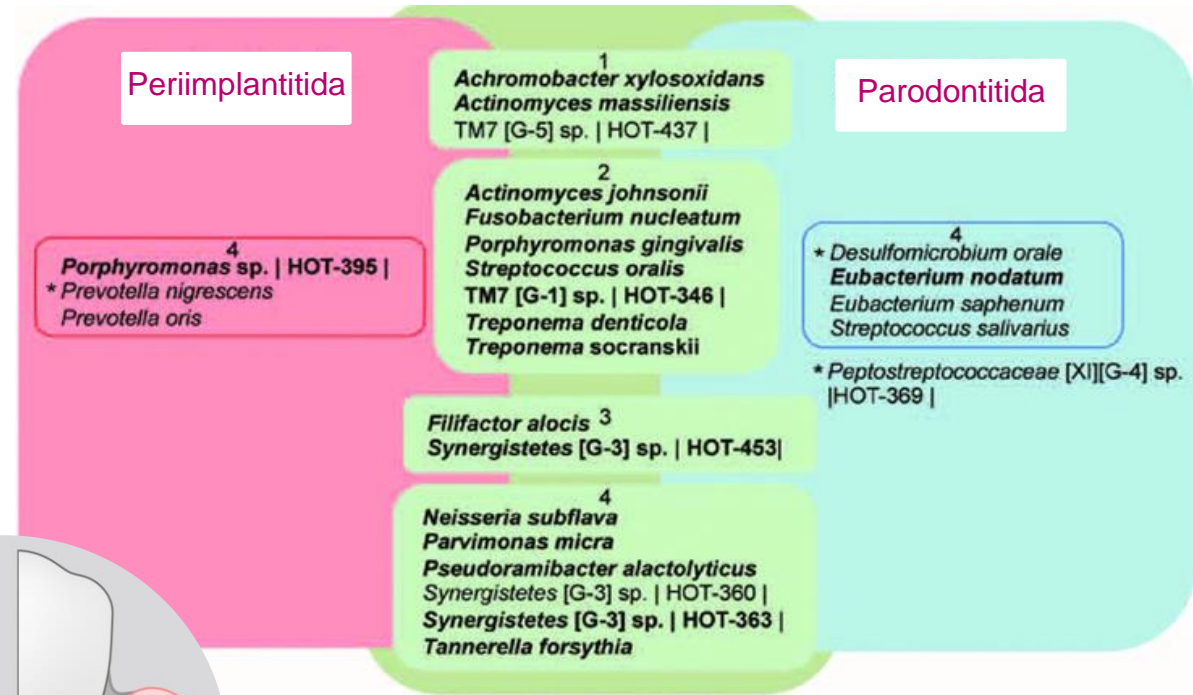 Periimplantitida
Parodontitida
1
Achromobacter xylosoxidans
Actinomyces massiliensis
TM7 [G-5] sp. | HOT-437 |
2
Actinomyces johnsonii
Fusobacterium nucleatum
Porphyromonas gingivalis
Streptococcus oralis
TM7 [G-1] sp. | HOT-346 |
Treponema denticola
Treponema socranskii
4
Porphyromonas sp. | HOT-395 |
* Prevotella nigrescens
Prevotella oris
4
* Desulfomicrobium orale
Eubacterium nodatum
Eubacterium saphenum
Streptococcus salivarius
* Peptostreptococcaceae [XI][G-4] sp.
|HOT-369 |
Filifactor alocis 3
Synergistetes [G-3] sp. | HOT-453|
4
Neisseria subflava
Parvimonas micra
Pseudoramibacter alactolyticus
Synergistetes [G-3] sp. | HOT-360 |
Synergistetes [G-3] sp. | HOT-363 |
Tannerella forsythia